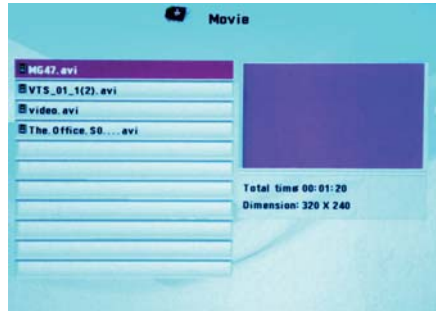 Movie
MG47.avi
VTS_01_1(2).avi
video.avi
The.Office.S0....avi
Total time 00:01:20
Dimension: 320 X 240